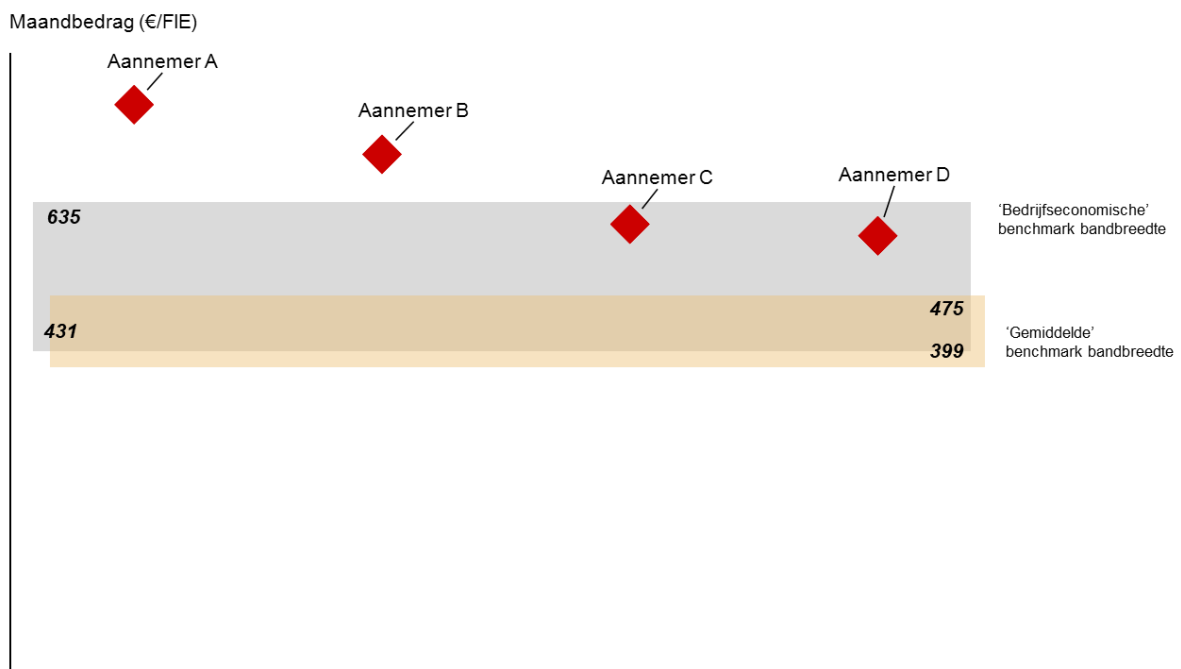 Maandbedrag (€/FIE)
Aannemer A
Aannemer B
Aannemer C
Aannemer D
635
‘Bedrijfseconomische’
benchmark bandbreedte
475
431
‘Gemiddelde’
benchmark bandbreedte
399